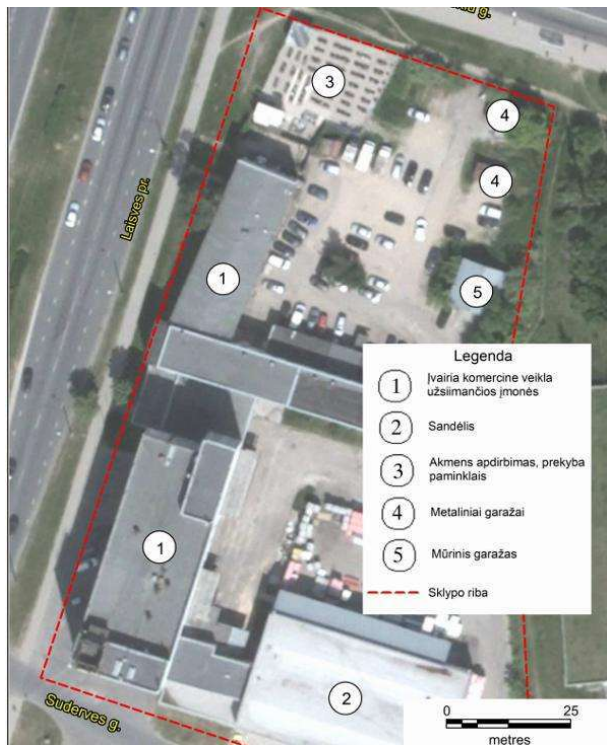 g.
3
4
4
Laisvės pr.
1
5
Legenda
1 Įvairia komercine veikla
užsiimančios įmonės
2 Sandėlis
3 Akmens apdirbimas, prekyba
paminklais
4 Metaliniai garažai
5 Mūrinis garažas
Sklypo riba
1
2
Suderves g.
0 25
metres